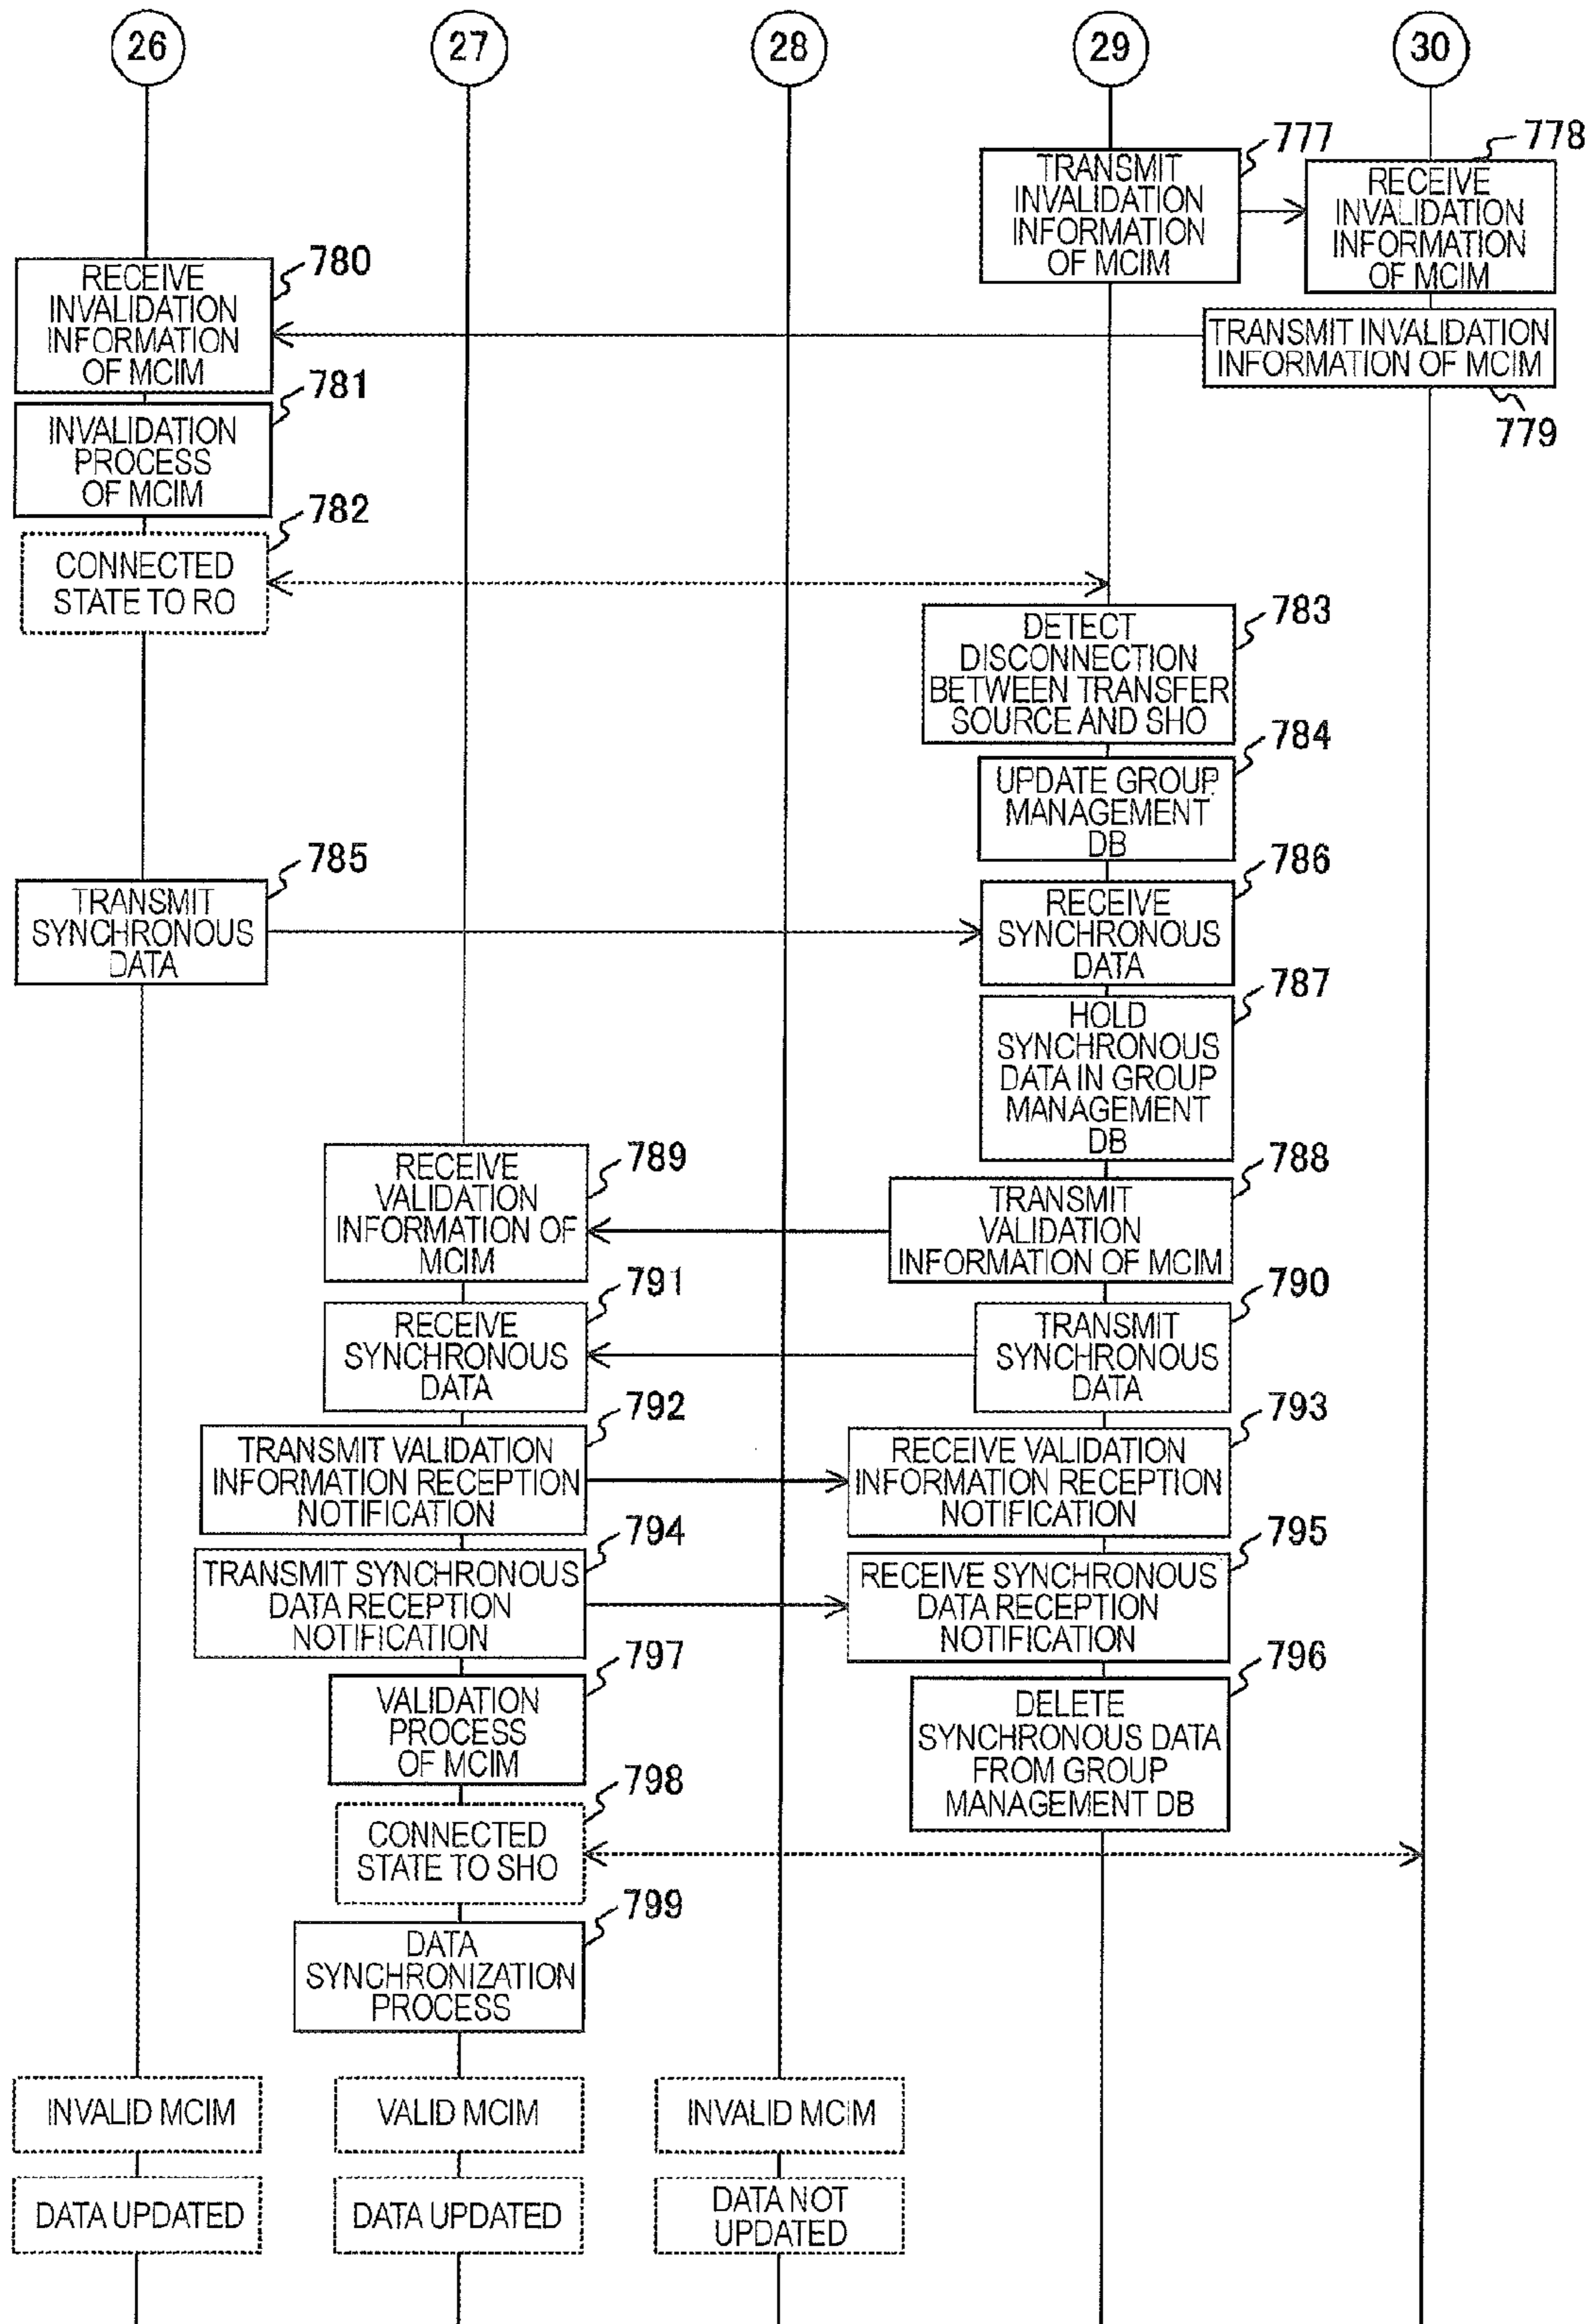 26
27
28
29
30
777
778
TRANSMIT
INVALIDATION
INFORMATION
OF MCIM
RECEIVE
INVALIDATION
INFORMATION
OF MCIM
780
RECEIVE
INVALIDATION
INFORMATION
OF MCIM
TRANSMIT INVALIDATION
INFORMATION OF MCIM
779
781
INVALIDATION
PROCESS
OF MCIM
782
CONNECTED
STATE TO RO
783
DETECT
DISCONNECTION
BETWEEN TRANSFER
SOURCE AND SHO
784
UPDATE GROUP
MANAGEMENT
DB
785
TRANSMIT
SYNCHRONOUS
DATA
786
RECEIVE
SYNCHRONOUS
DATA
787
HOLD
SYNCHRONOUS
DATA IN GROUP
MANAGEMENT
DB
789
RECEIVE
VALIDATION
INFORMATION OF
MCIM
788
TRANSMIT
VALIDATION
INFORMATION OF MCIM
791
RECEIVE
SYNCHRONOUS
DATA
790
TRANSMIT
SYNCHRONOUS
DATA
792
TRANSMIT VALIDATION
INFORMATION RECEPTION
NOTIFICATION
793
RECEIVE VALIDATION
INFORMATION RECEPTION
NOTIFICATION
794
TRANSMIT SYNCHRONOUS
DATA RECEPTION
NOTIFICATION
795
RECEIVE SYNCHRONOUS
DATA RECEPTION
NOTIFICATION
797
VALIDATION
PROCESS
OF MCIM
796
DELETE
SYNCHRONOUS DATA
FROM GROUP
MANAGEMENT DB
798
CONNECTED
STATE TO SHO
799
DATA
SYNCHRONIZATION
PROCESS
INVALID MCIM
VALID MCIM
INVALID MCIM
DATA UPDATED
DATA UPDATED
DATA NOT
UPDATED